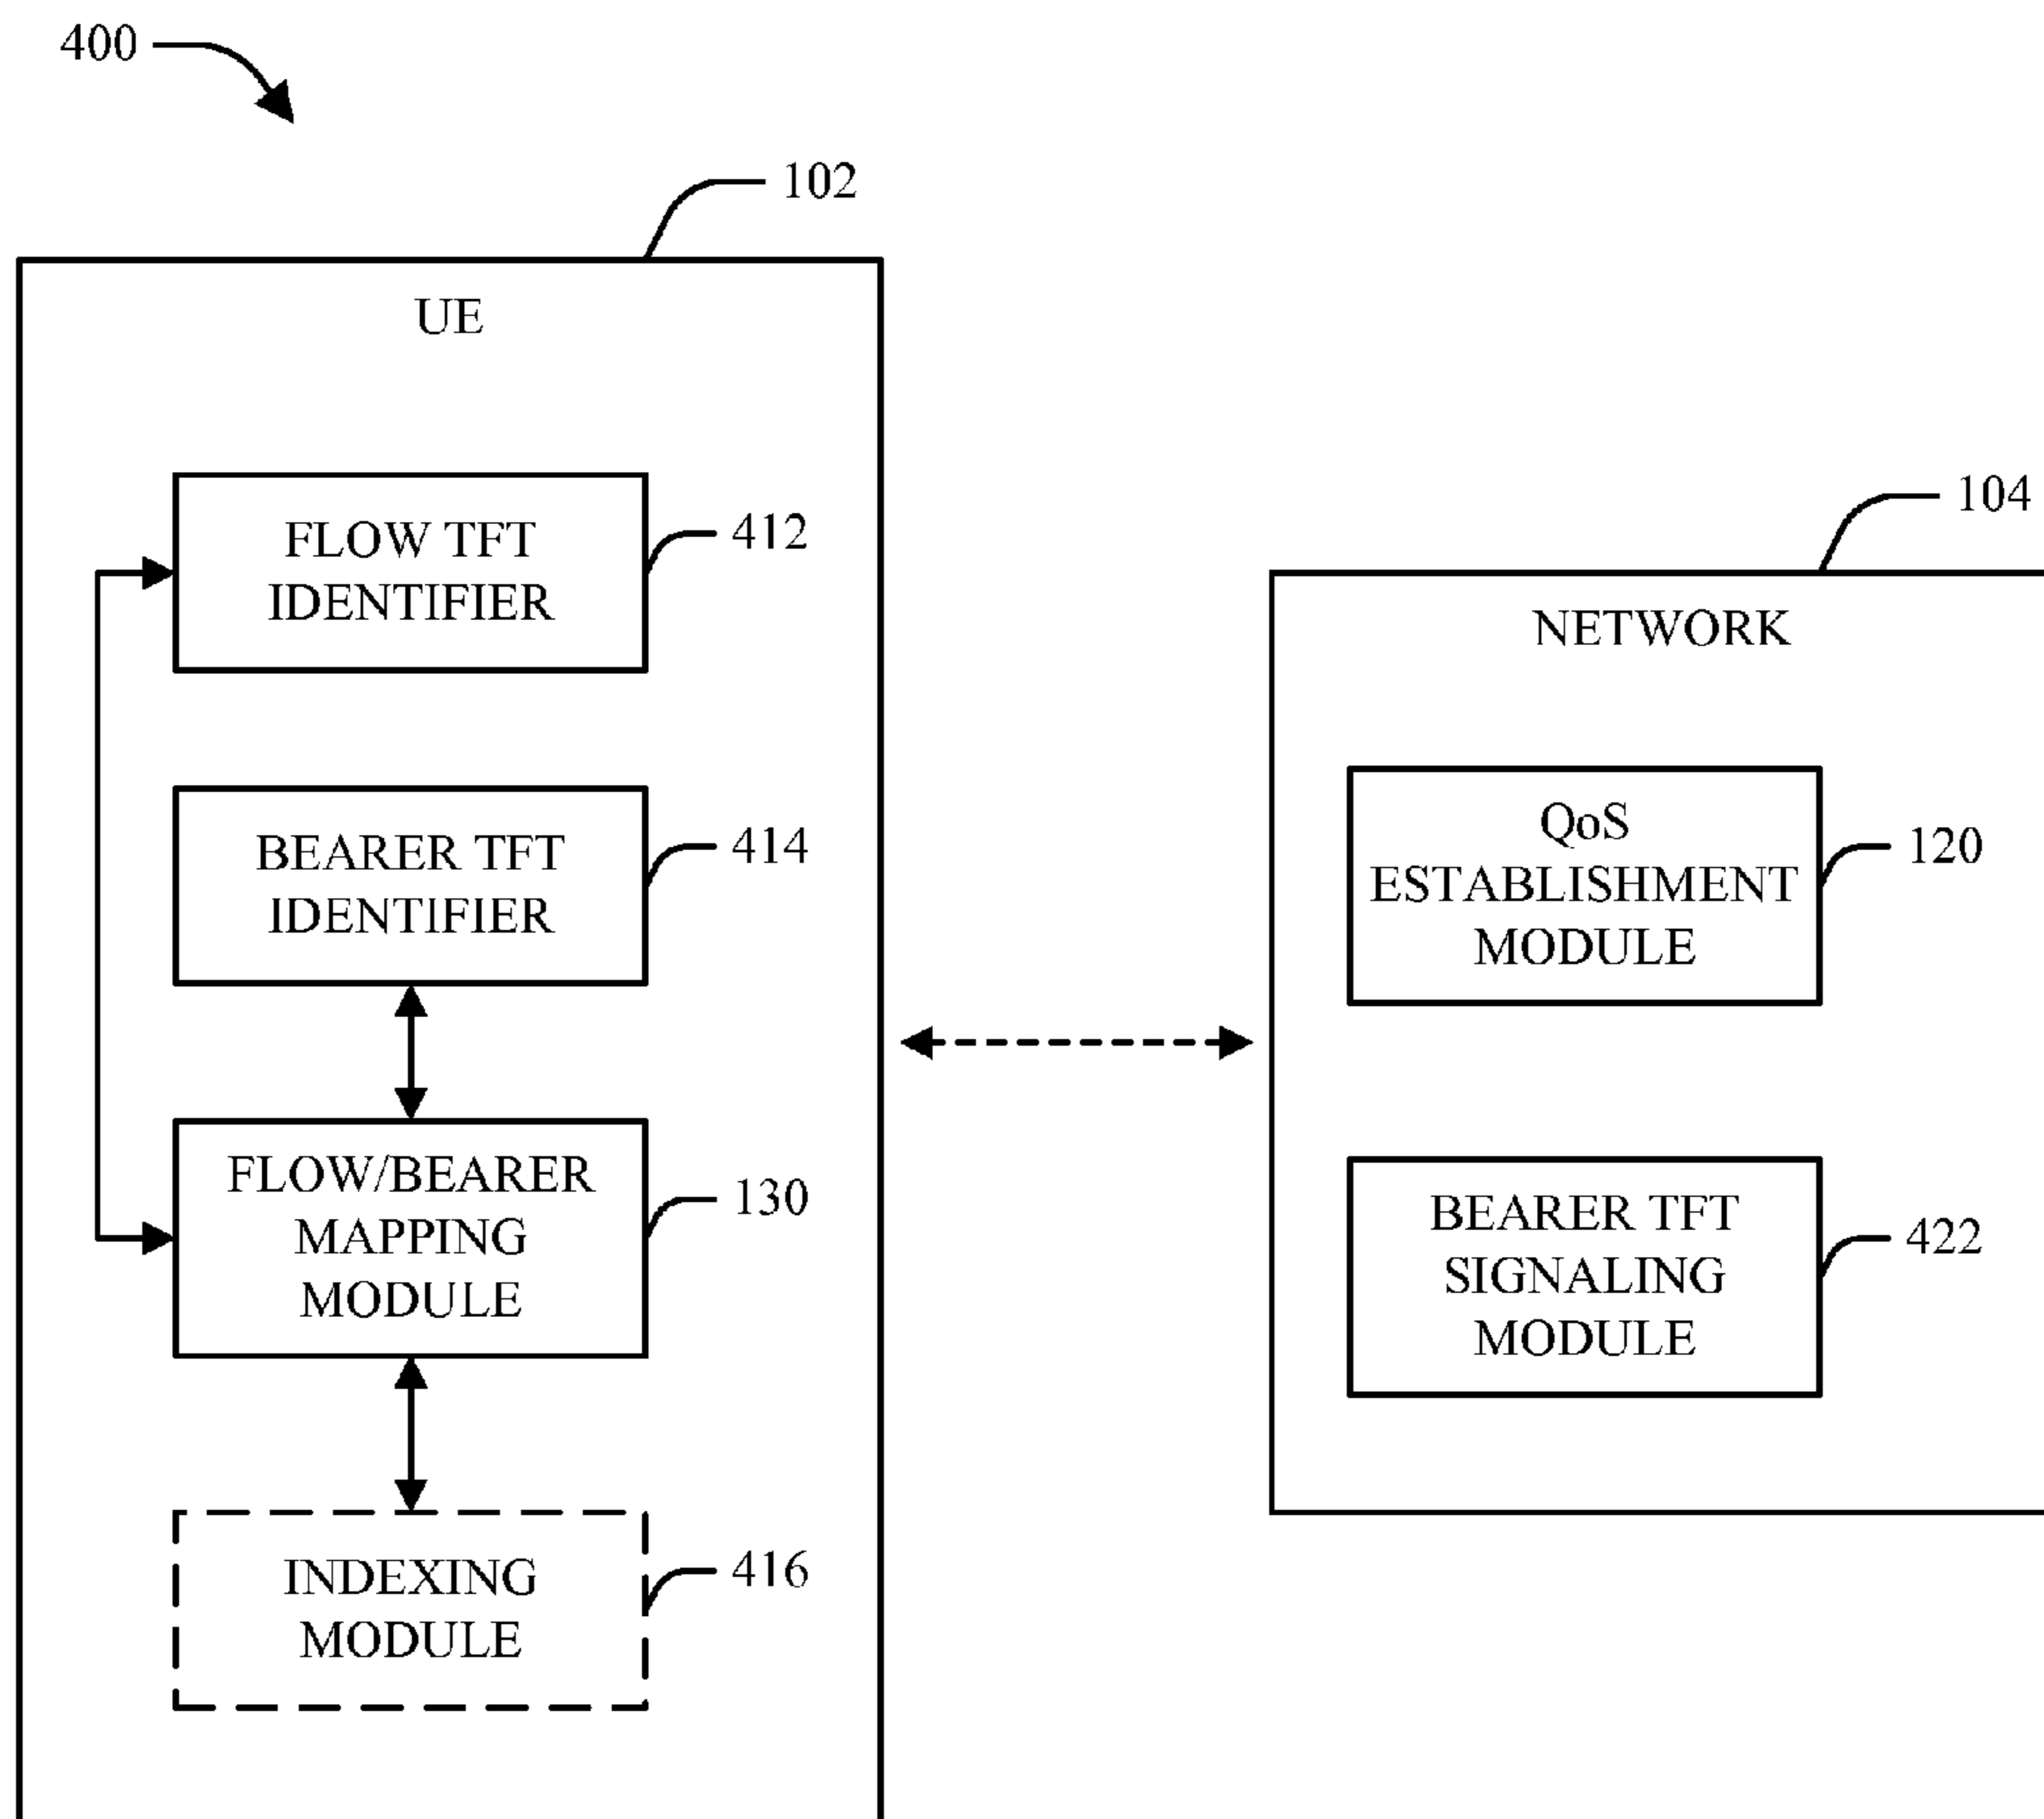 400
102
UE
FLOW TFT
IDENTIFIER
412
BEARER TFT
IDENTIFIER
414
FLOW/BEARER
MAPPING
MODULE
130
INDEXING
MODULE
416
104
NETWORK
QoS
ESTABLISHMENT
MODULE
120
BEARER TFT
SIGNALING
MODULE
422